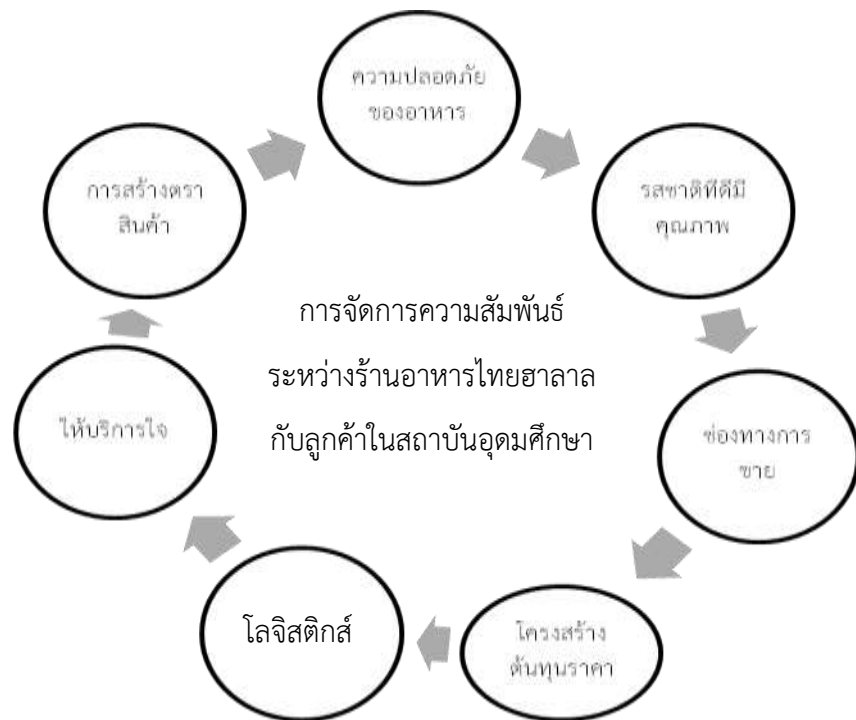 ความปลอดภัย
ของอาหาร
รสชาติที่ดีมี
คุณภาพ
ช่องทางการ
ขาย
โครงสร้าง
ต้นทุนราคา
โลจิสติกส์
ให้บริการใจ
การสร้างตรา
สินค้า
การจัดการความสัมพันธ์
ระหว่างร้านอาหารไทยฮาลาล
กับลูกค้าในสถาบันอุดมศึกษา